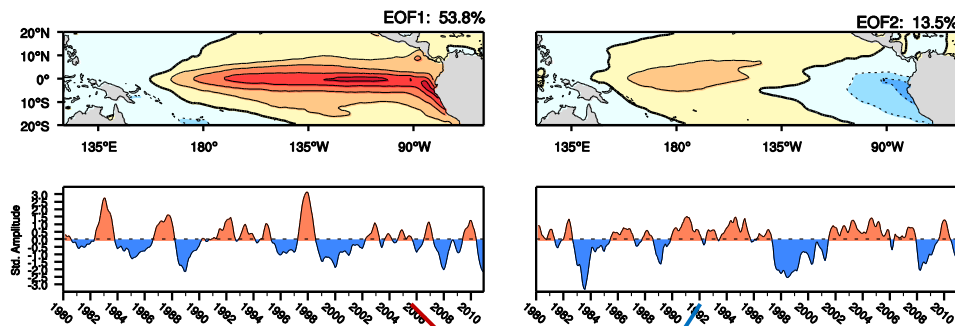 EOF1: 53.8% EOF2: 13.5%
20°N
10°N
0°
10°S
20°S
135°E 180° 135°W 90°W 135°E 180° 135°W 90°W
Std. Amplitude
3.0
2.5
2.0
1.5
1.0
0.5
0.0
-0.5
-1.0
-1.5
-2.0
-2.5
-3.0
1980 1982 1984 1986 1988 1990 1992 1994 1996 1998 2000 2002 2004 2006 2008 2010 1980 1982 1984 1986 1988 1990 1992 1994 1996 1998 2000 2002 2004 2006 2008 2010